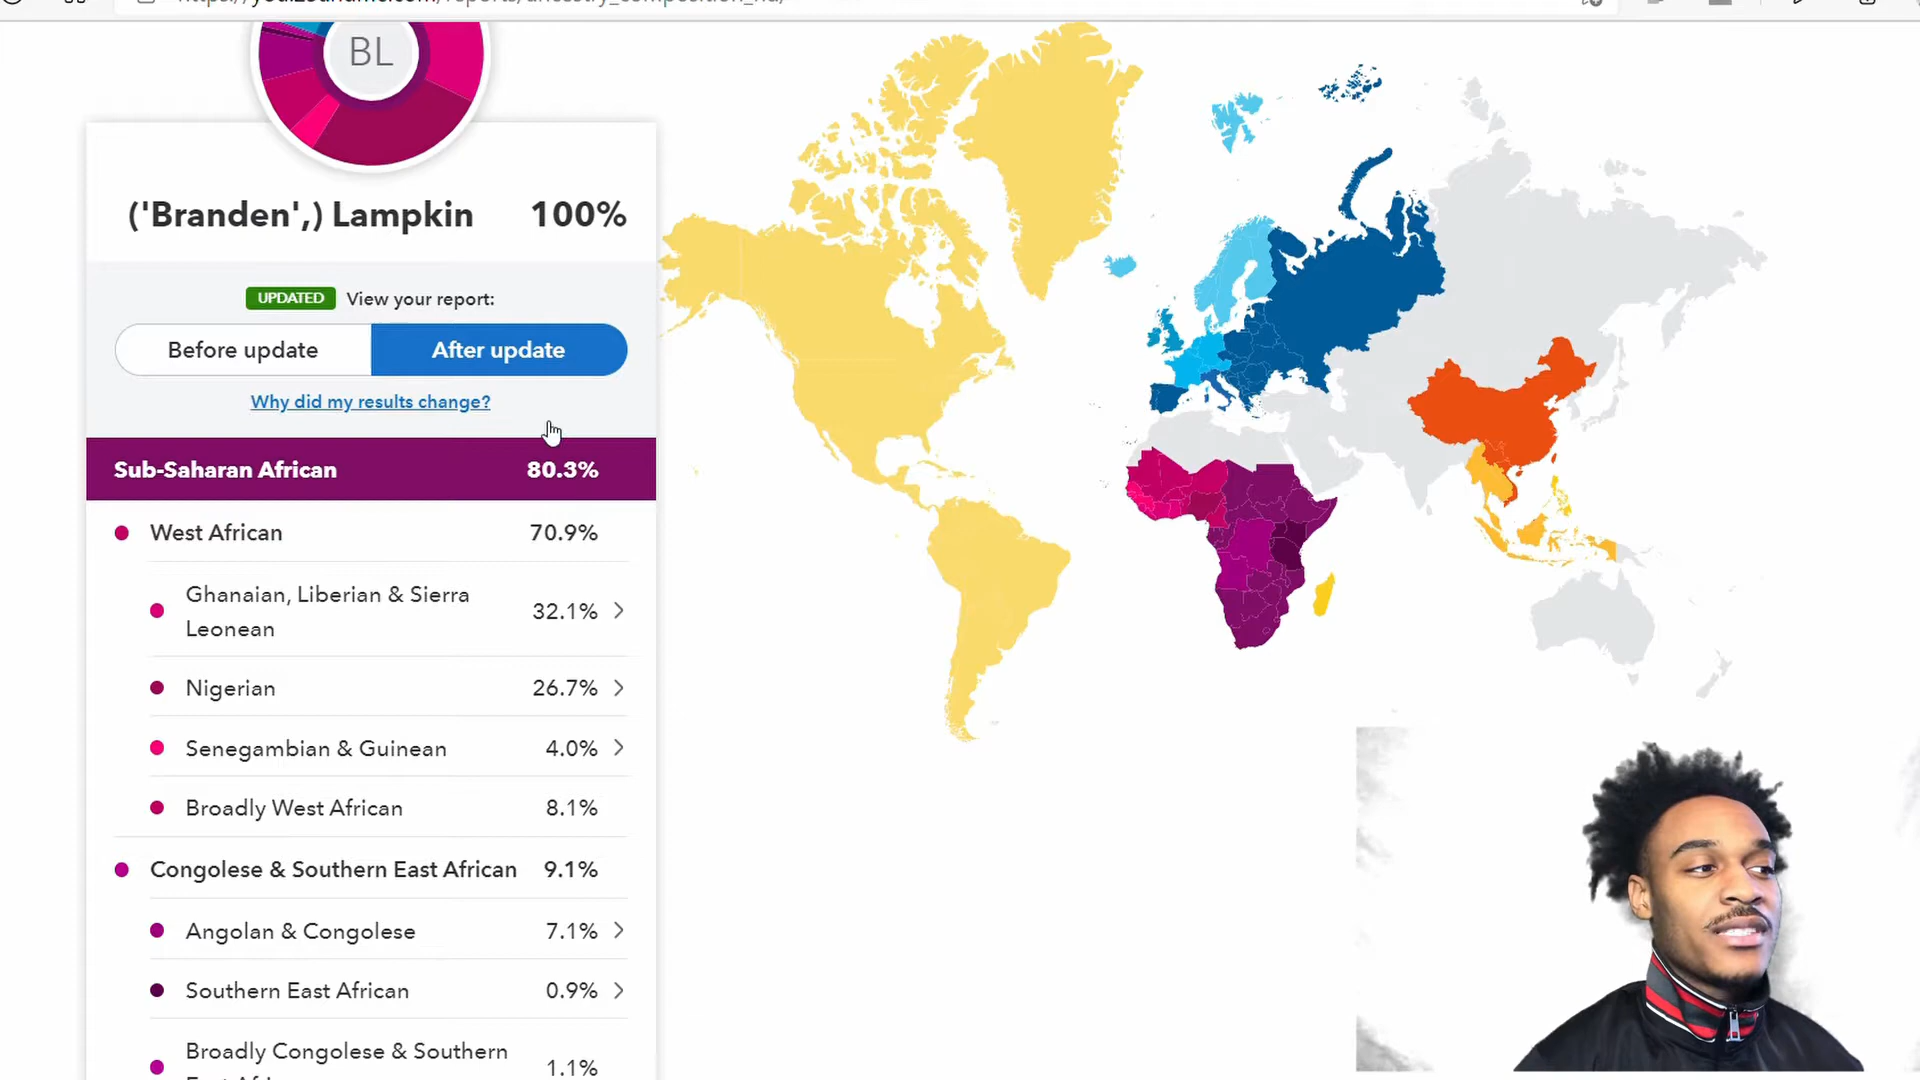 BL
('Branden',) Lampkin 100%
UPDATED View your report:
Before update After update
Why did my results change?
Sub-Saharan African 80.3%
West African 70.9%
Ghanaian, Liberian & Sierra
Leonean 32.1%
Nigerian 26.7%
Senegambian & Guinean 4.0%
Broadly West African 8.1%
Congolese & Southern East African 9.1%
Angolan & Congolese 7.1%
Southern East African 0.9%
Broadly Congolese & Southern
1.1%